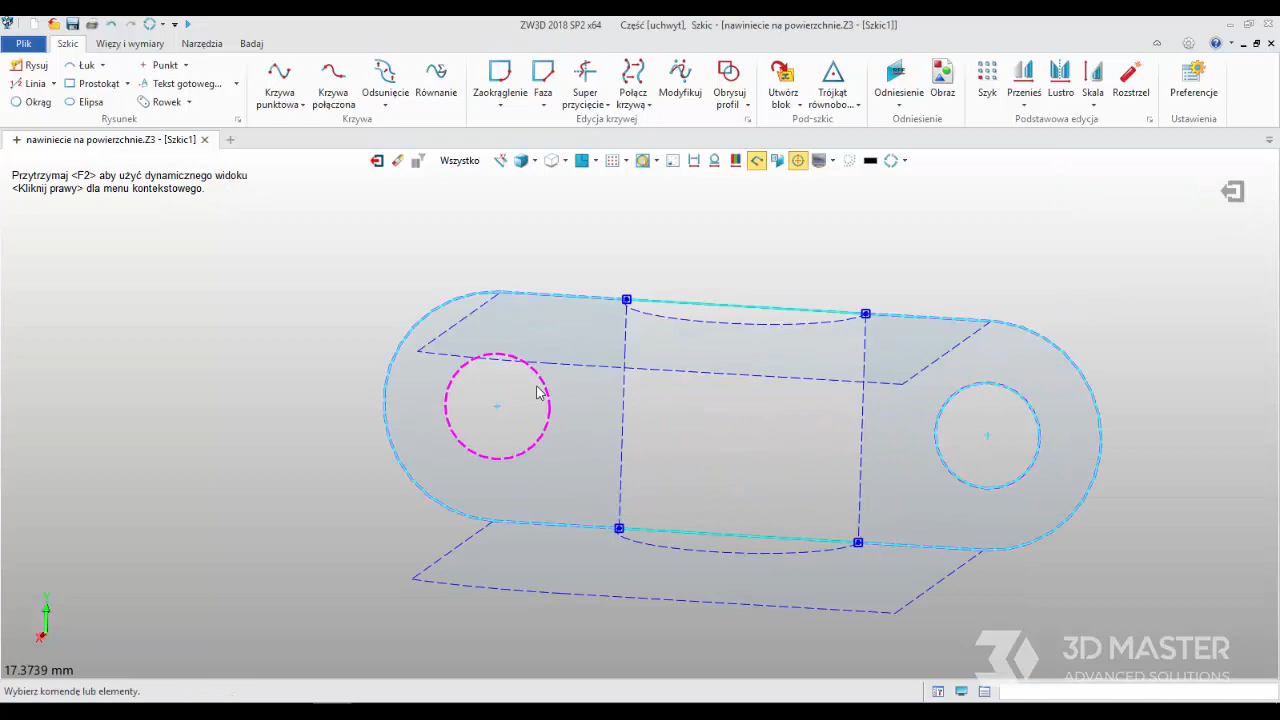 ZW3D 2018 SP2 x64 Część [uchwyt], Szkic - [nawiniecie na powierzchnie.Z3 - [Szkic1]]
Plik Szkic Więzy i wymiary Narzędzia Badaj
Rysuj Łuk Punkt
Linia Prostokąt Tekst gotoweg...
Okrąg Elipsa Rowek
Rysunek
Krzywa punktowa
Krzywa połączona
Odsunięcie
Równanie
Krzywa
Zaokrąglenie
Faza
Super przycięcie
Połącz krzywą
Modyfikuj
Obrysuj profil
Edycja krzywej
Utwórz blok
Trójkąt równobo...
Pod-szkic
Odniesienie
Obraz
Odniesienie
Szyk
Przenieś
Lustro
Skala
Rozstrzel
Podstawowa edycja
Preferencje
Ustawienia
nawiniecie na powierzchnie.Z3 - [Szkic1]
Wszystko
Przytrzymaj <F2> aby użyć dynamicznego widoku
<Kliknij prawy> dla menu kontekstowego.
Y
X
17.3739 mm
3D MASTER
ADVANCED SOLUTIONS
Wybierz komendę lub elementy.